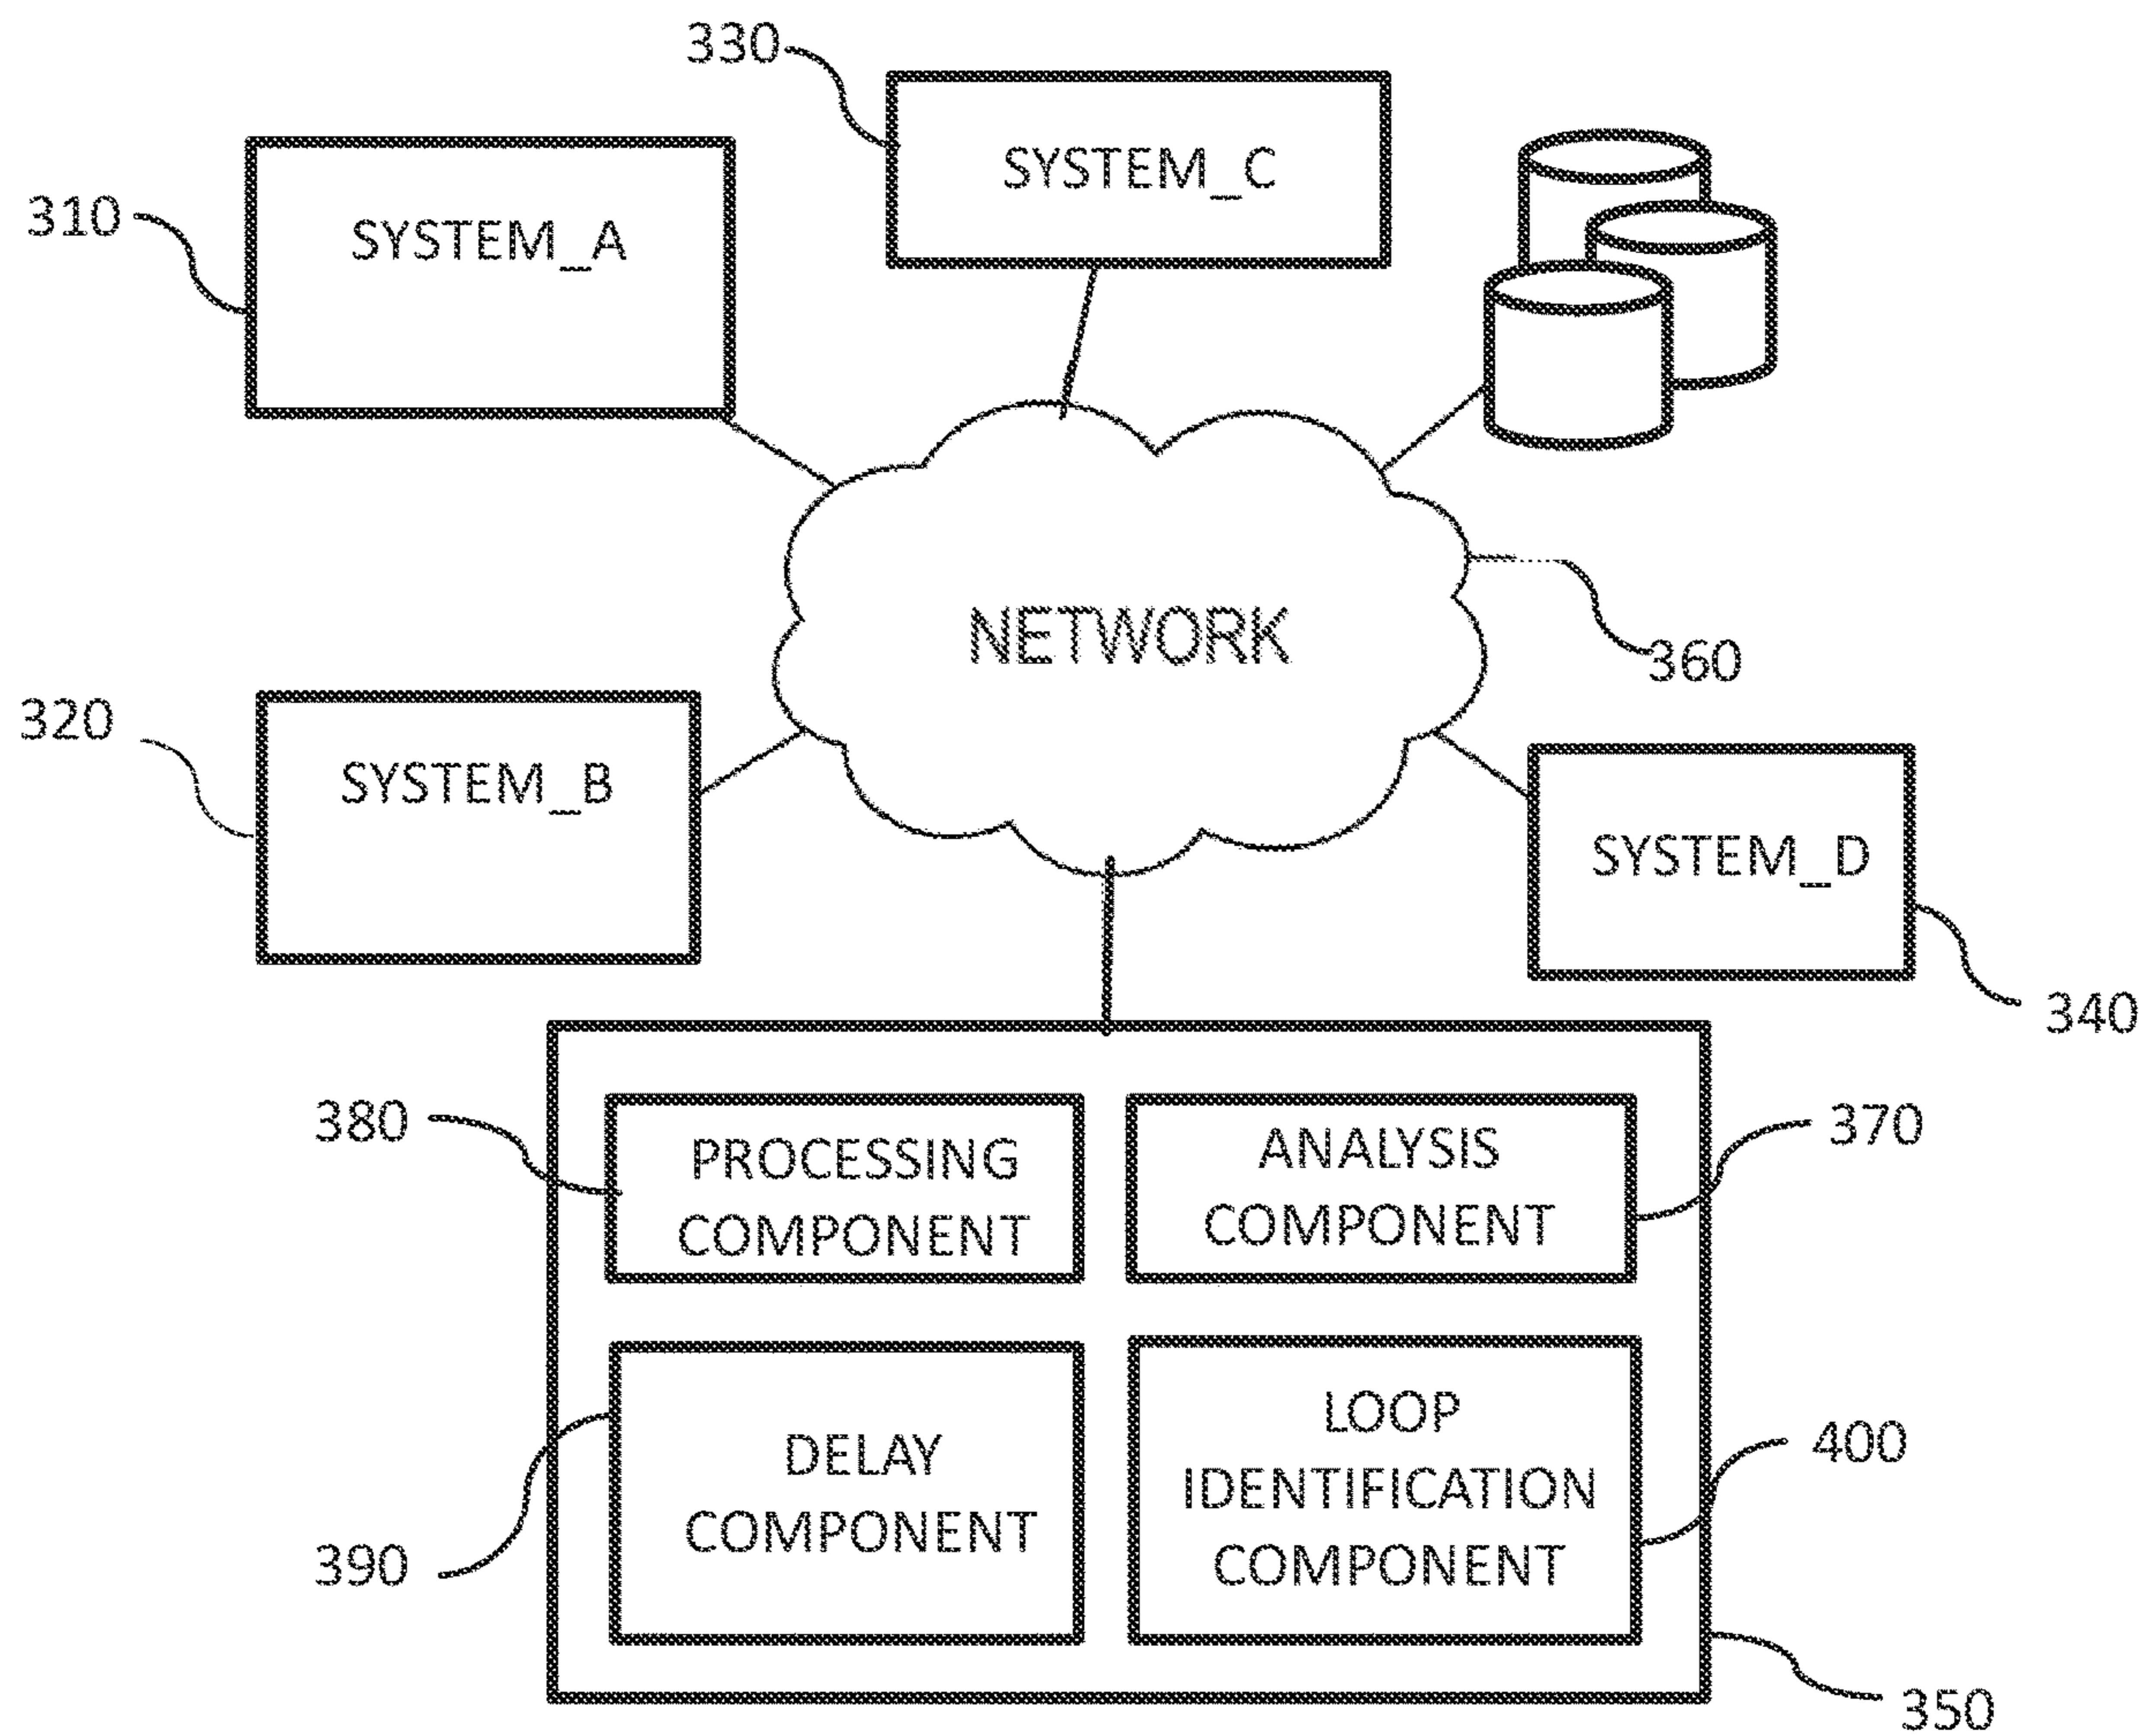 330
SYSTEM_C
310
SYSTEM_A
NETWORK
360
320
SYSTEM_B
SYSTEM_D
340
380
PROCESSING
COMPONENT
ANALYSIS
COMPONENT
370
DELAY
COMPONENT
390
LOOP
IDENTIFICATION
COMPONENT
400
350